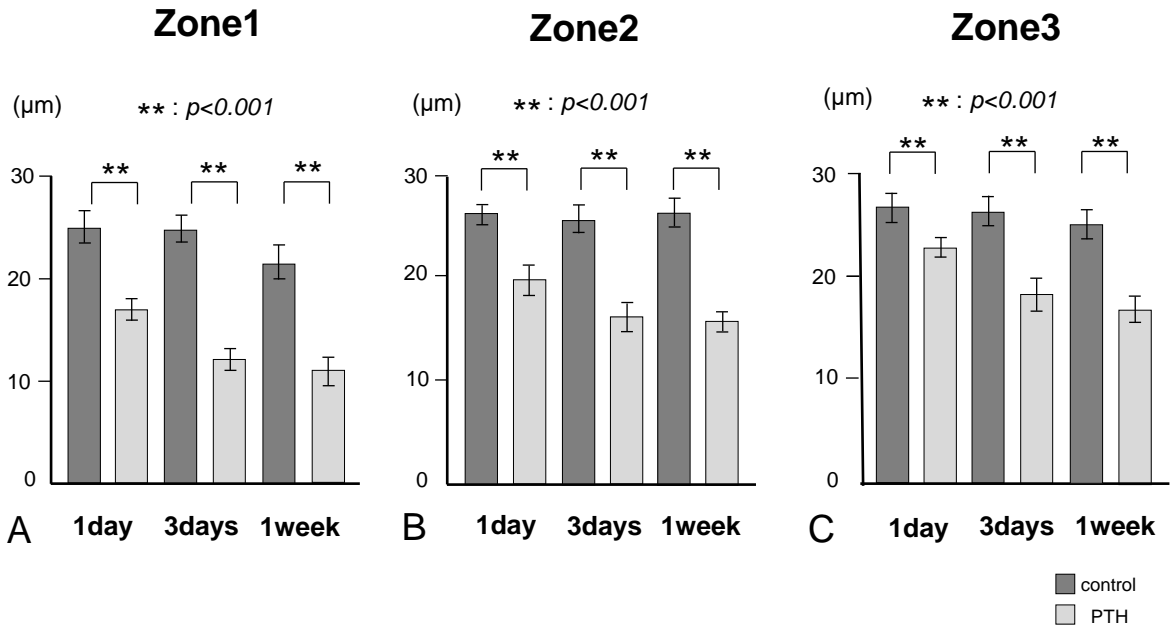 Zone1
(μm)
** : p<0.001
** ** **
30
20
10
0
1day 3days 1week
A
Zone2
(μm)
** : p<0.001
** ** **
30
20
10
0
1day 3days 1week
B
Zone3
(μm)
** : p<0.001
** ** **
30
20
10
0
1day 3days 1week
C
control
PTH